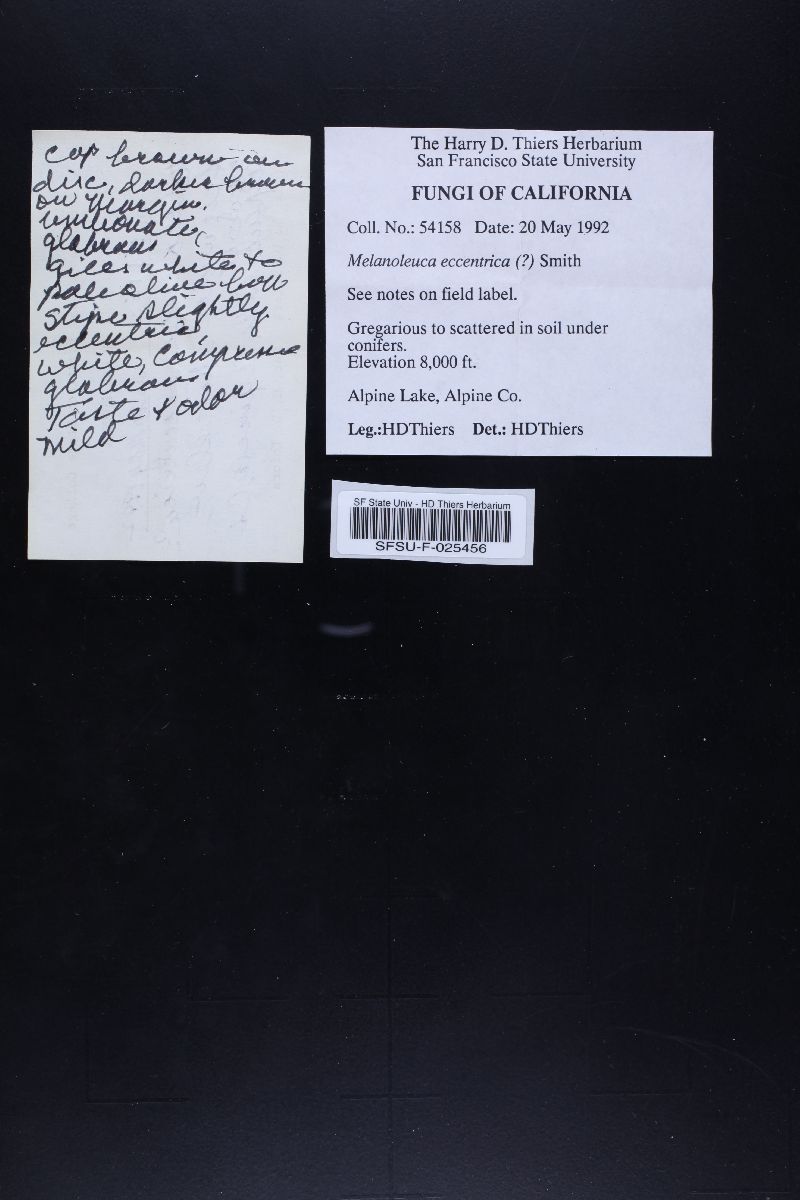 cap brown on
disc, darker brown
on margin.
umbonate,
glabrous
gills white to
pale olive buff
Stipe slightly
eccentric
white, compressed
glabrous
Taste & odor
mild
The Harry D. Thiers Herbarium
San Francisco State University
FUNGI OF CALIFORNIA
Coll. No.: 54158 Date: 20 May 1992
Melanoleuca eccentrica (?) Smith
See notes on field label.
Gregarious to scattered in soil under
conifers.
Elevation 8,000 ft.
Alpine Lake, Alpine Co.
Leg.:HDThiers Det.: HDThiers
SF State Univ - HD Thiers Herbarium
SFSU-F-025456